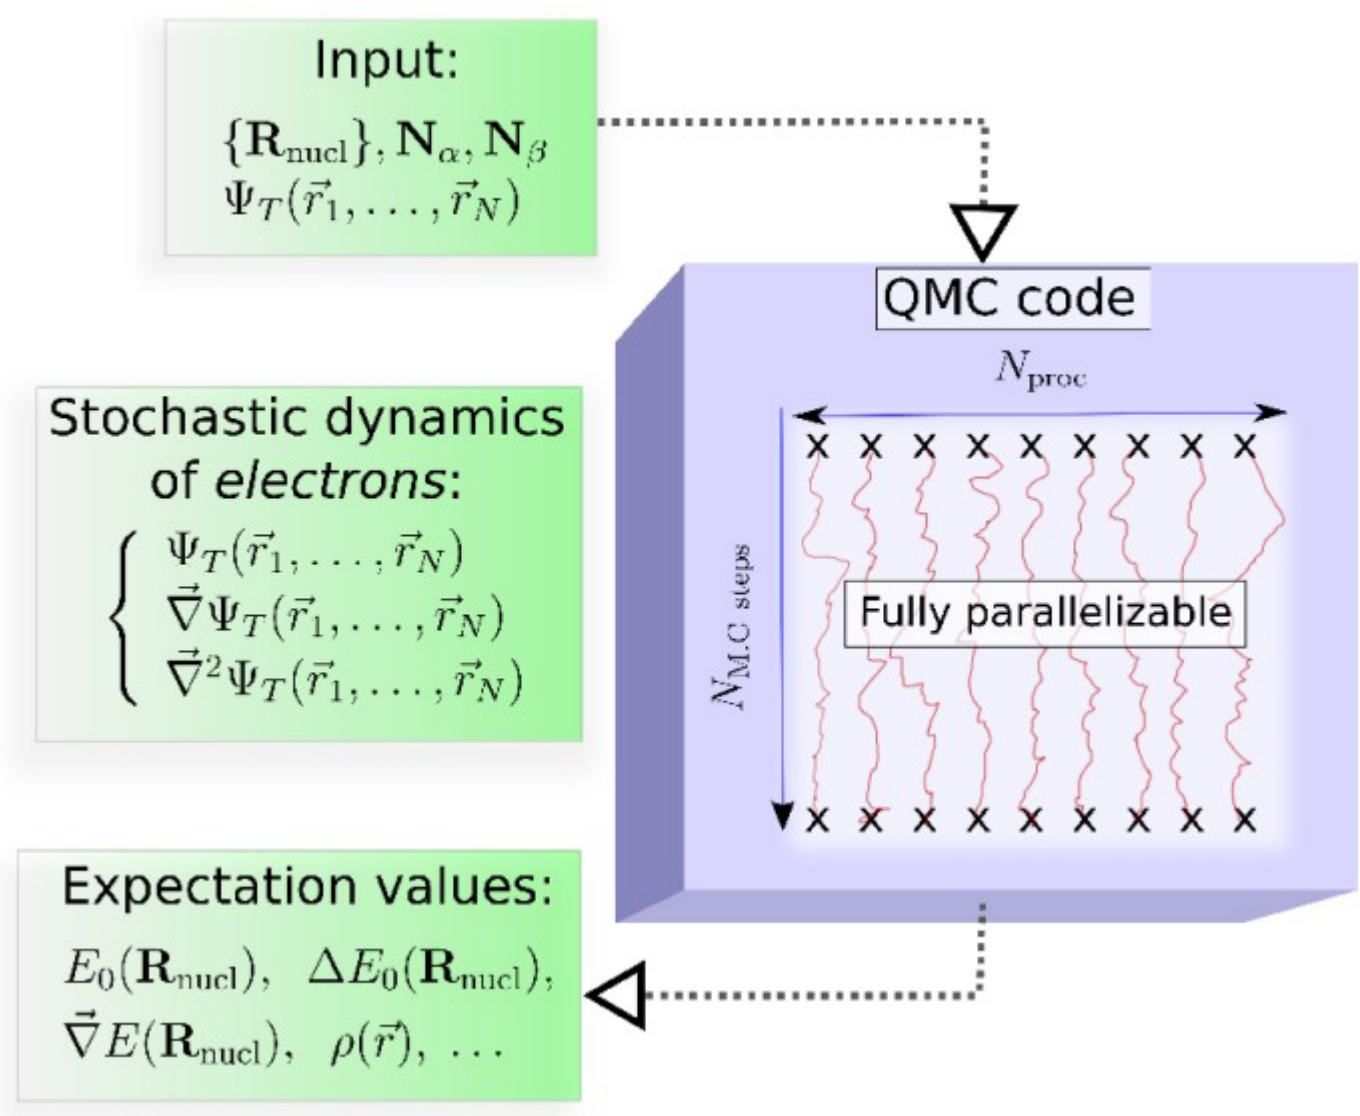 Input:
{R_nucl}, N_α, N_β
Ψ_T(r⃗_1, . . . , r⃗_N)
QMC code
N_proc
x x x x x x x x x
N_M.C steps
Fully parallelizable
x x x x x x x x x
Stochastic dynamics
of electrons:
Ψ_T(r⃗_1, . . . , r⃗_N)
∇⃗Ψ_T(r⃗_1, . . . , r⃗_N)
∇⃗²Ψ_T(r⃗_1, . . . , r⃗_N)
Expectation values:
E_0(R_nucl), ΔE_0(R_nucl),
∇⃗E(R_nucl), ρ(r⃗), . . .